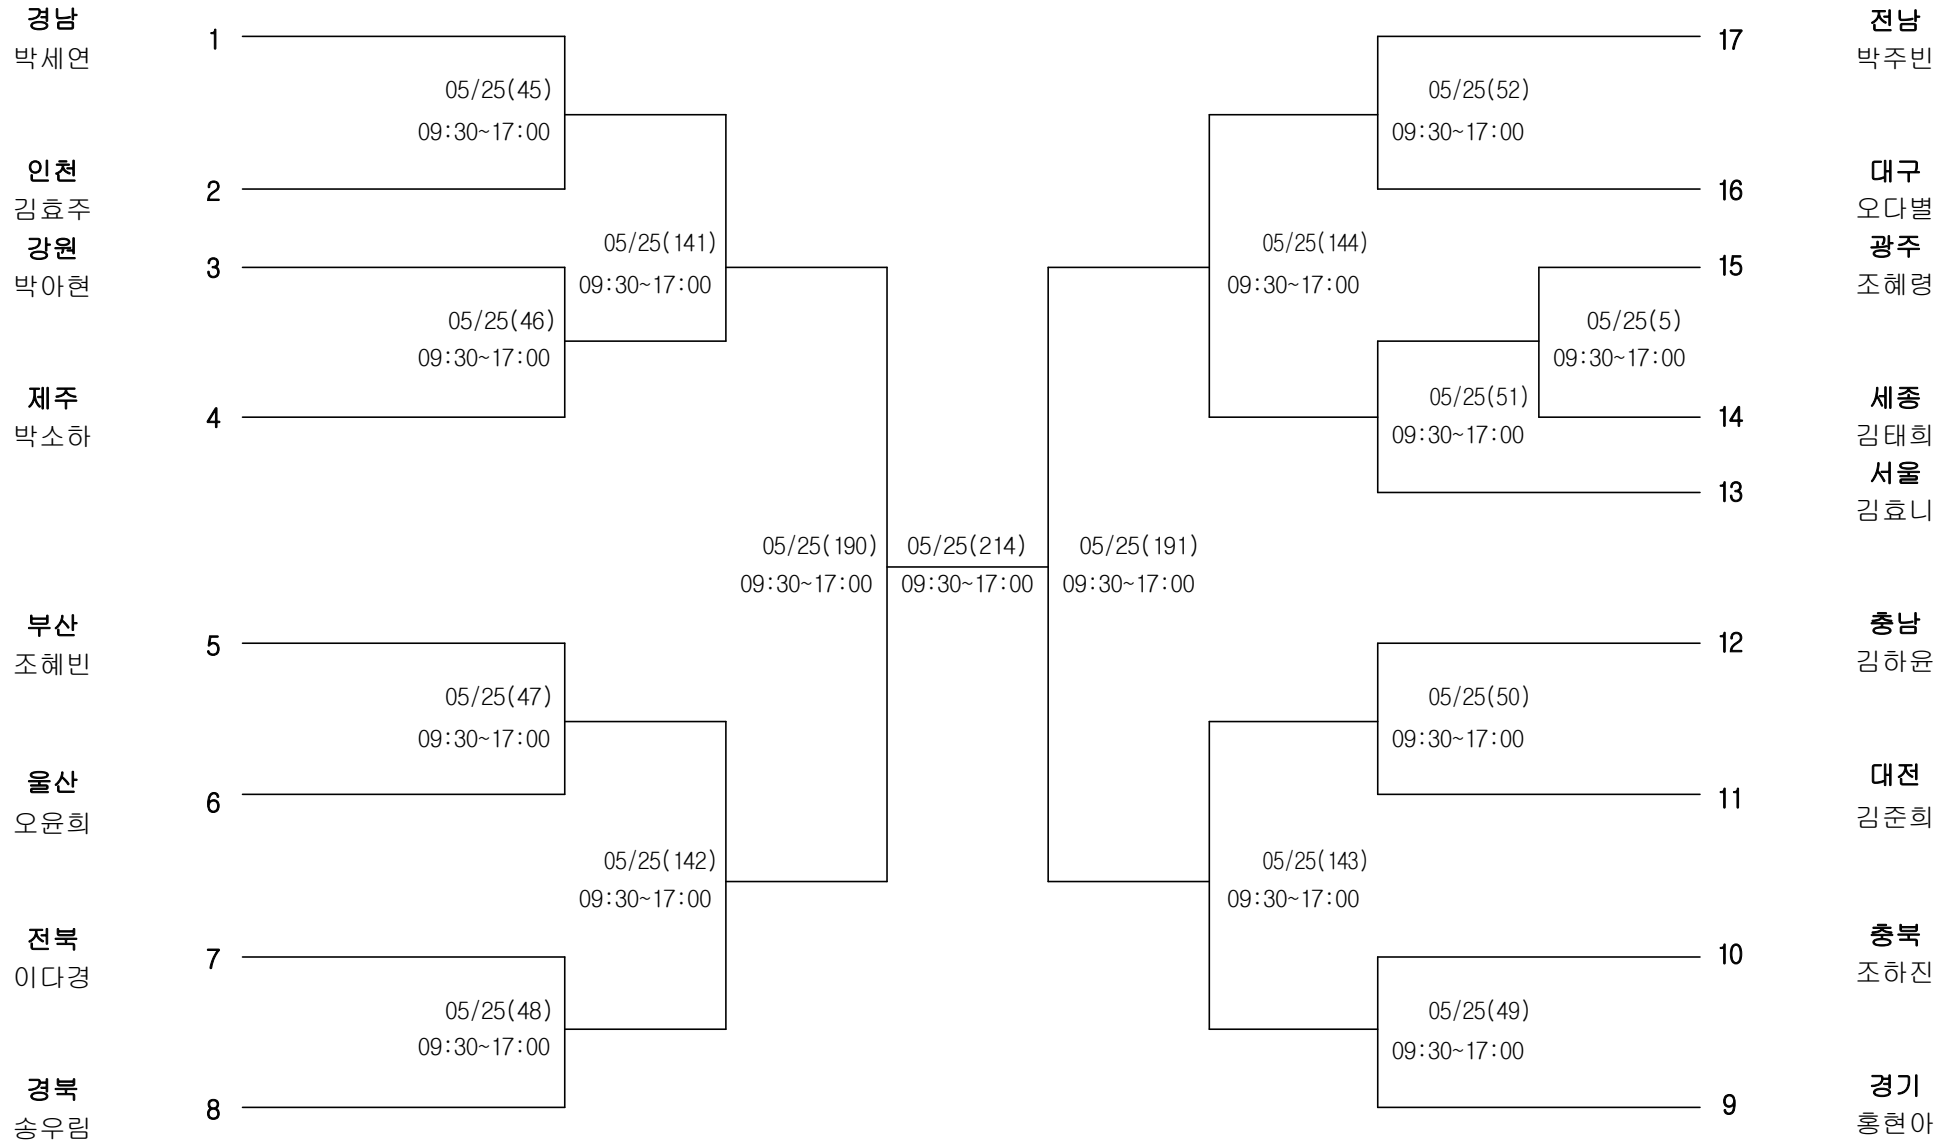 경남
박세연
1
05/25(45)
09:30~17:00
인천
김효주
2
강원
박아현
3
05/25(141)
09:30~17:00
05/25(46)
09:30~17:00
제주
박소하
4
05/25(190)
09:30~17:00
부산
조혜빈
5
05/25(47)
09:30~17:00
울산
오윤희
6
05/25(142)
09:30~17:00
전북
이다경
7
05/25(48)
09:30~17:00
경북
송우림
8
05/25(214)
09:30~17:00
17
전남
박주빈
05/25(52)
09:30~17:00
16
대구
오다별
05/25(144)
09:30~17:00
15
광주
조혜령
05/25(5)
09:30~17:00
05/25(51)
09:30~17:00
14
세종
김태희
13
서울
김효니
05/25(191)
09:30~17:00
12
충남
김하윤
05/25(50)
09:30~17:00
11
대전
김준희
05/25(143)
09:30~17:00
10
충북
조하진
05/25(49)
09:30~17:00
9
경기
홍현아